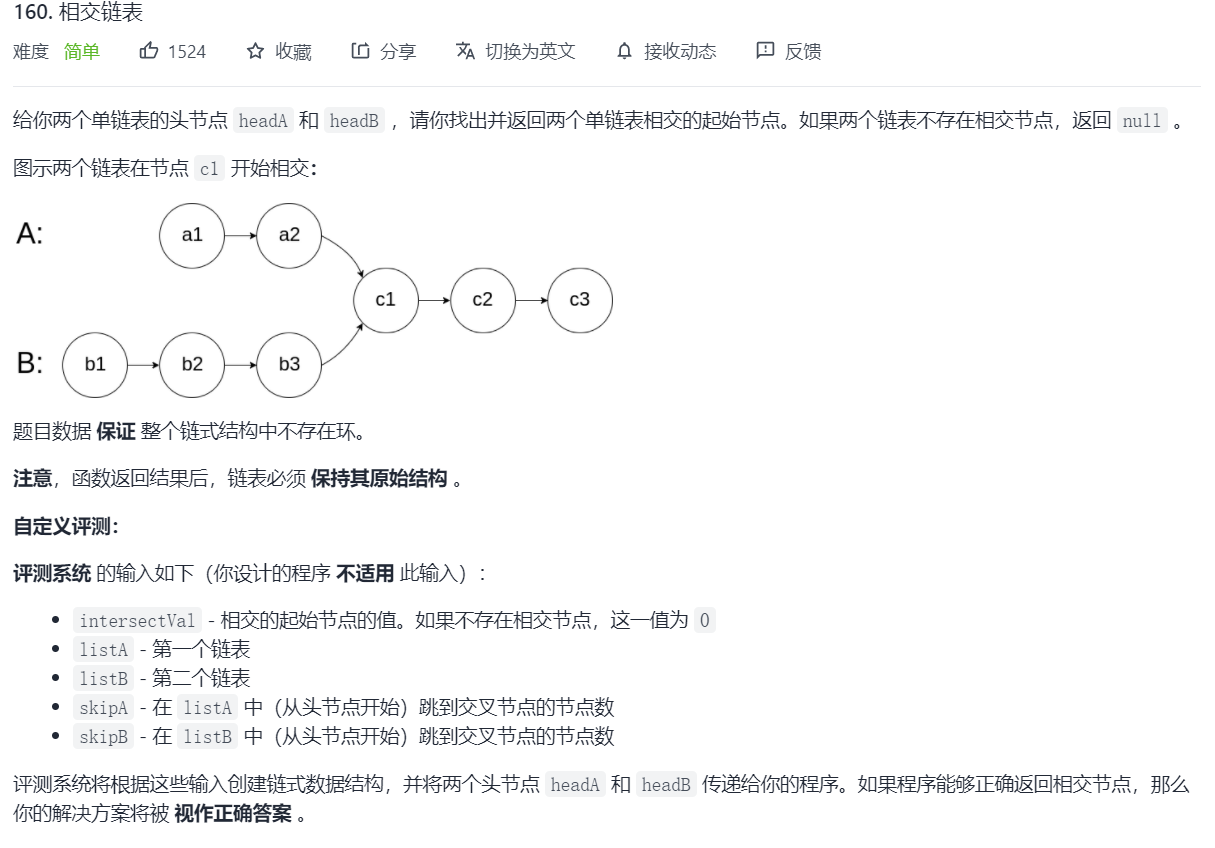 160. 相交链表
难度 简单 1524 收藏 分享 切换为英文 接收动态 反馈
给你两个单链表的头节点 headA 和 headB ，请你找出并返回两个单链表相交的起始节点。如果两个链表不存在相交节点，返回 null 。
图示两个链表在节点 c1 开始相交：
A: a1 a2
c1 c2 c3
B: b1 b2 b3
题目数据 保证 整个链式结构中不存在环。
注意，函数返回结果后，链表必须 保持其原始结构 。
自定义评测：
评测系统 的输入如下（你设计的程序 不适用 此输入）：
• intersectVal - 相交的起始节点的值。如果不存在相交节点，这一值为 0
• listA - 第一个链表
• listB - 第二个链表
• skipA - 在 listA 中（从头节点开始）跳到交叉节点的节点数
• skipB - 在 listB 中（从头节点开始）跳到交叉节点的节点数
评测系统将根据这些输入创建链式数据结构，并将两个头节点 headA 和 headB 传递给你的程序。如果程序能够正确返回相交节点，那么
你的解决方案将被 视作正确答案 。